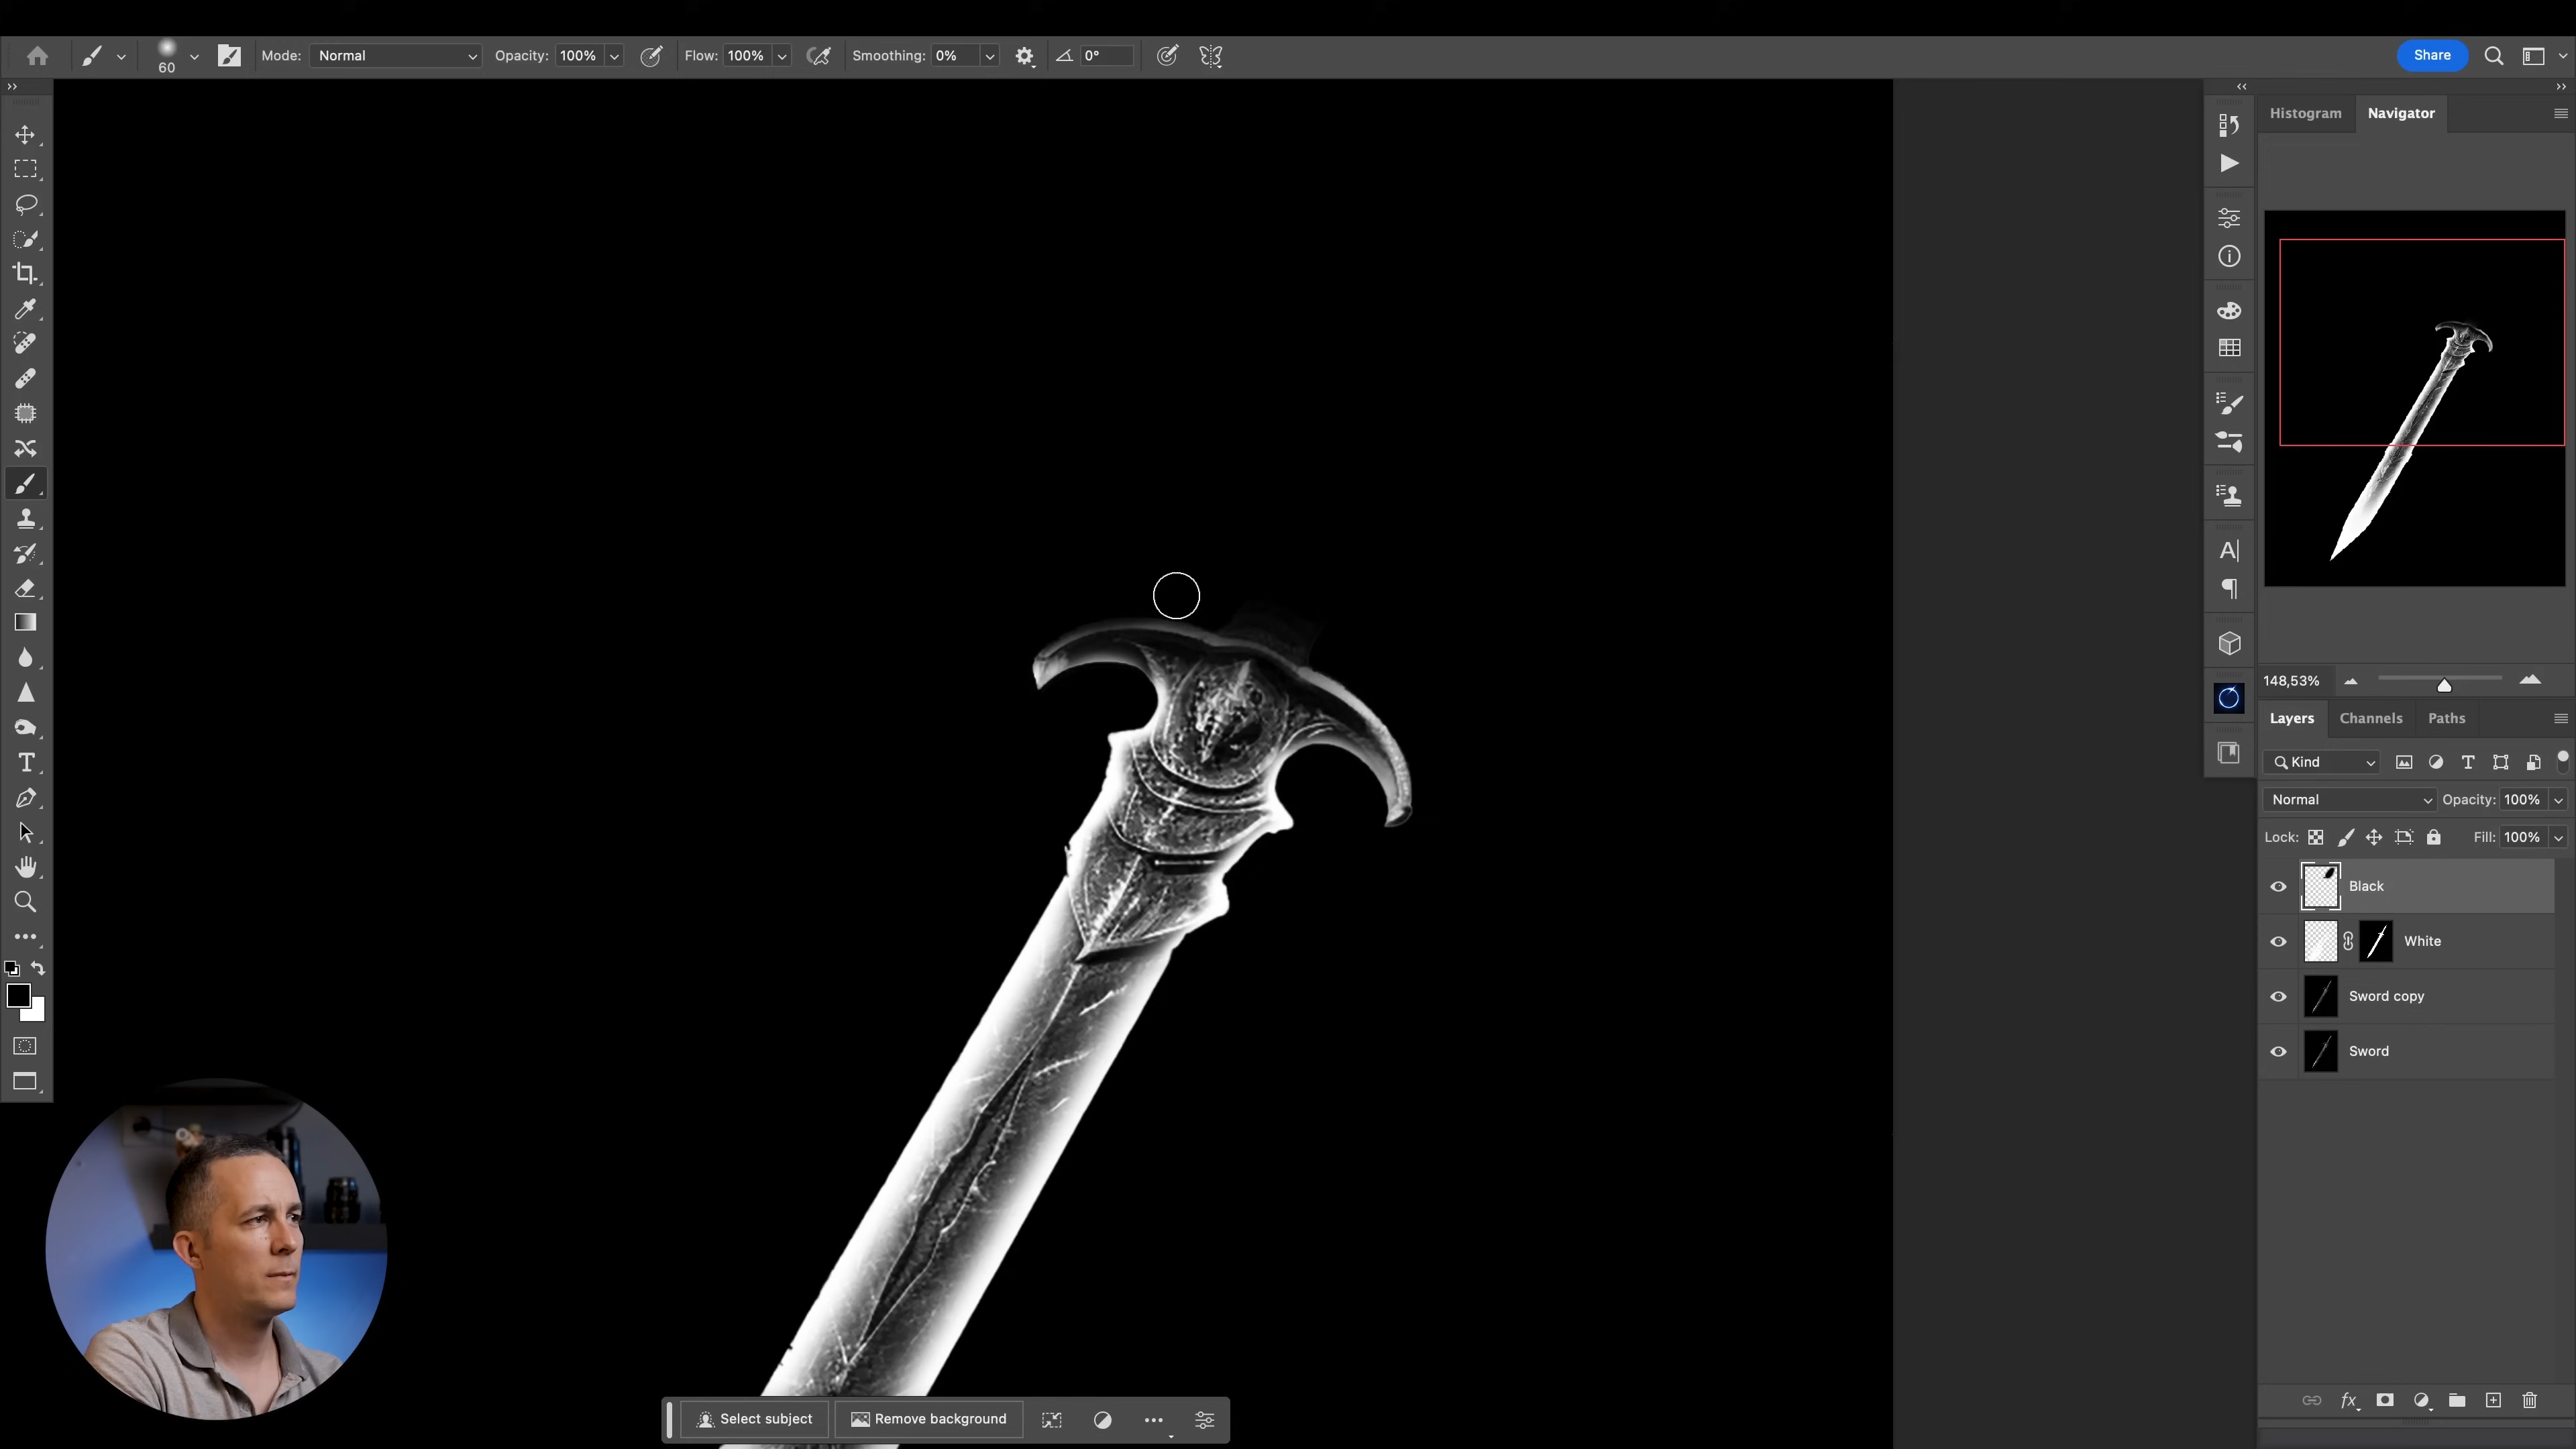 Mode: Normal Opacity: 100% Flow: 100% Smoothing: 0% 0° Share
60
Histogram Navigator
148,53%
Layers Channels Paths
Kind
Normal Opacity: 100%
Lock: Fill: 100%
Black
White
Sword copy
Sword
Select subject Remove background